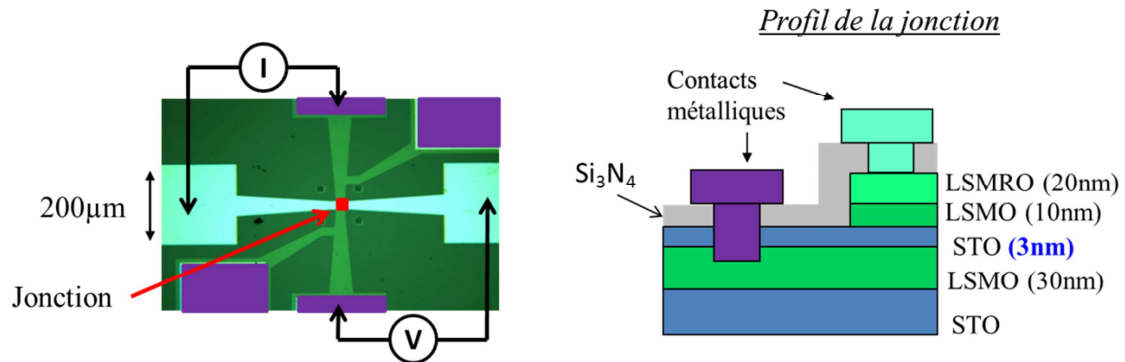 Profil de la jonction
I
200µm
Jonction
V
Contacts
métalliques
Si₃N₄
LSMRO (20nm)
LSMO (10nm)
STO (3nm)
LSMO (30nm)
STO